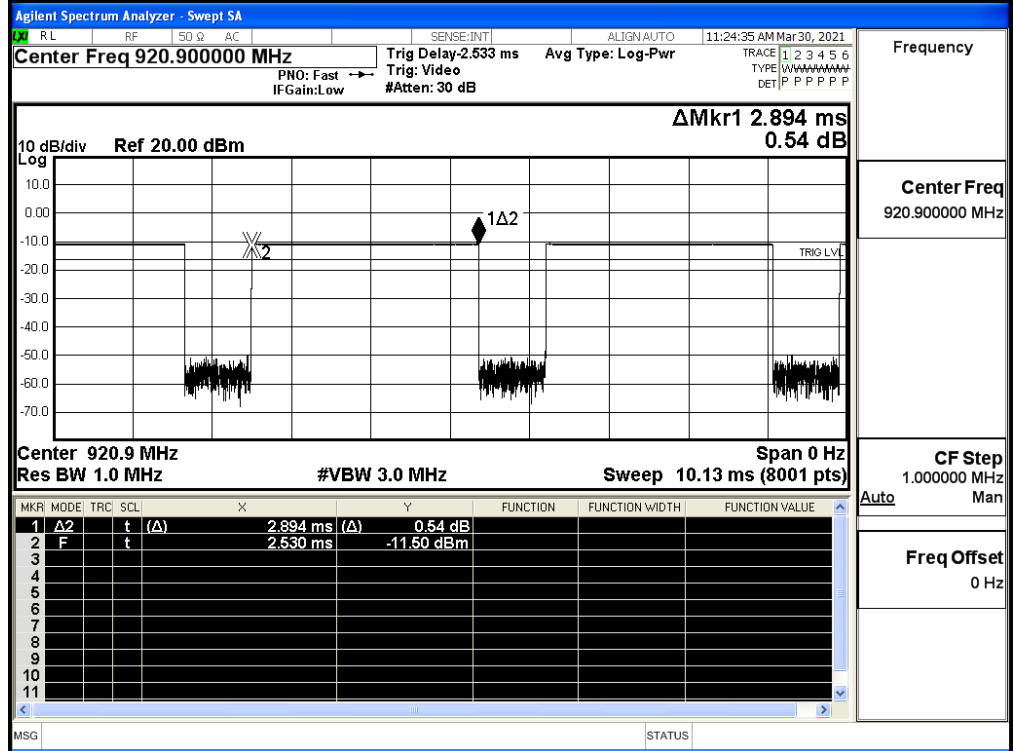 Agilent Spectrum Analyzer - Swept SA
LXI RL RF 50 Ω AC SENSE:INT ALIGN AUTO 11:24:35 AM Mar 30, 2021
Center Freq 920.900000 MHz
PNO: Fast
IFGain:Low
Trig Delay-2.533 ms
Trig: Video
#Atten: 30 dB
Avg Type: Log-Pwr
TRACE 1 2 3 4 5 6
TYPE WWWWWW
DET P P P P P P
ΔMkr1 2.894 ms
0.54 dB
10 dB/div Ref 20.00 dBm
Log
10.0
0.00
-10.0
-20.0
-30.0
-40.0
-50.0
-60.0
-70.0
2
1Δ2
TRIG LVL
Center 920.9 MHz Span 0 Hz
Res BW 1.0 MHz #VBW 3.0 MHz Sweep 10.13 ms (8001 pts)
MKR MODE TRC SCL X Y FUNCTION FUNCTION WIDTH FUNCTION VALUE
1 Δ2 t (Δ) 2.894 ms (Δ) 0.54 dB
2 F t 2.530 ms -11.50 dBm
3
4
5
6
7
8
9
10
11
MSG STATUS
Frequency
Center Freq
920.900000 MHz
CF Step
1.000000 MHz
Auto Man
Freq Offset
0 Hz